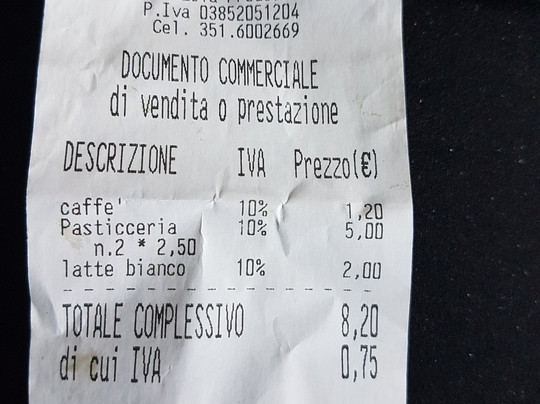 P.Iva 03852051204
Cel. 351.6002669
DOCUMENTO COMMERCIALE
di vendita o prestazione
DESCRIZIONE IVA Prezzo(€)
caffe' 10% 1,20
Pasticceria 10% 5,00
n.2 * 2,50
latte bianco 10% 2,00
TOTALE COMPLESSIVO 8,20
di cui IVA 0,75